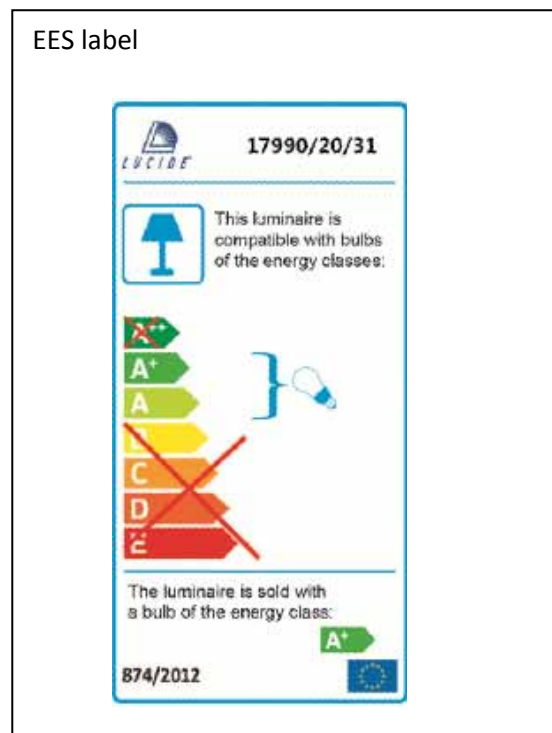 EES label
LUCIDE
17990/20/31
This luminaire is
compatible with bulbs
of the energy classes:
A++
A+
A
B
C
D
E
The luminaire is sold with
a bulb of the energy class:
A+
874/2012